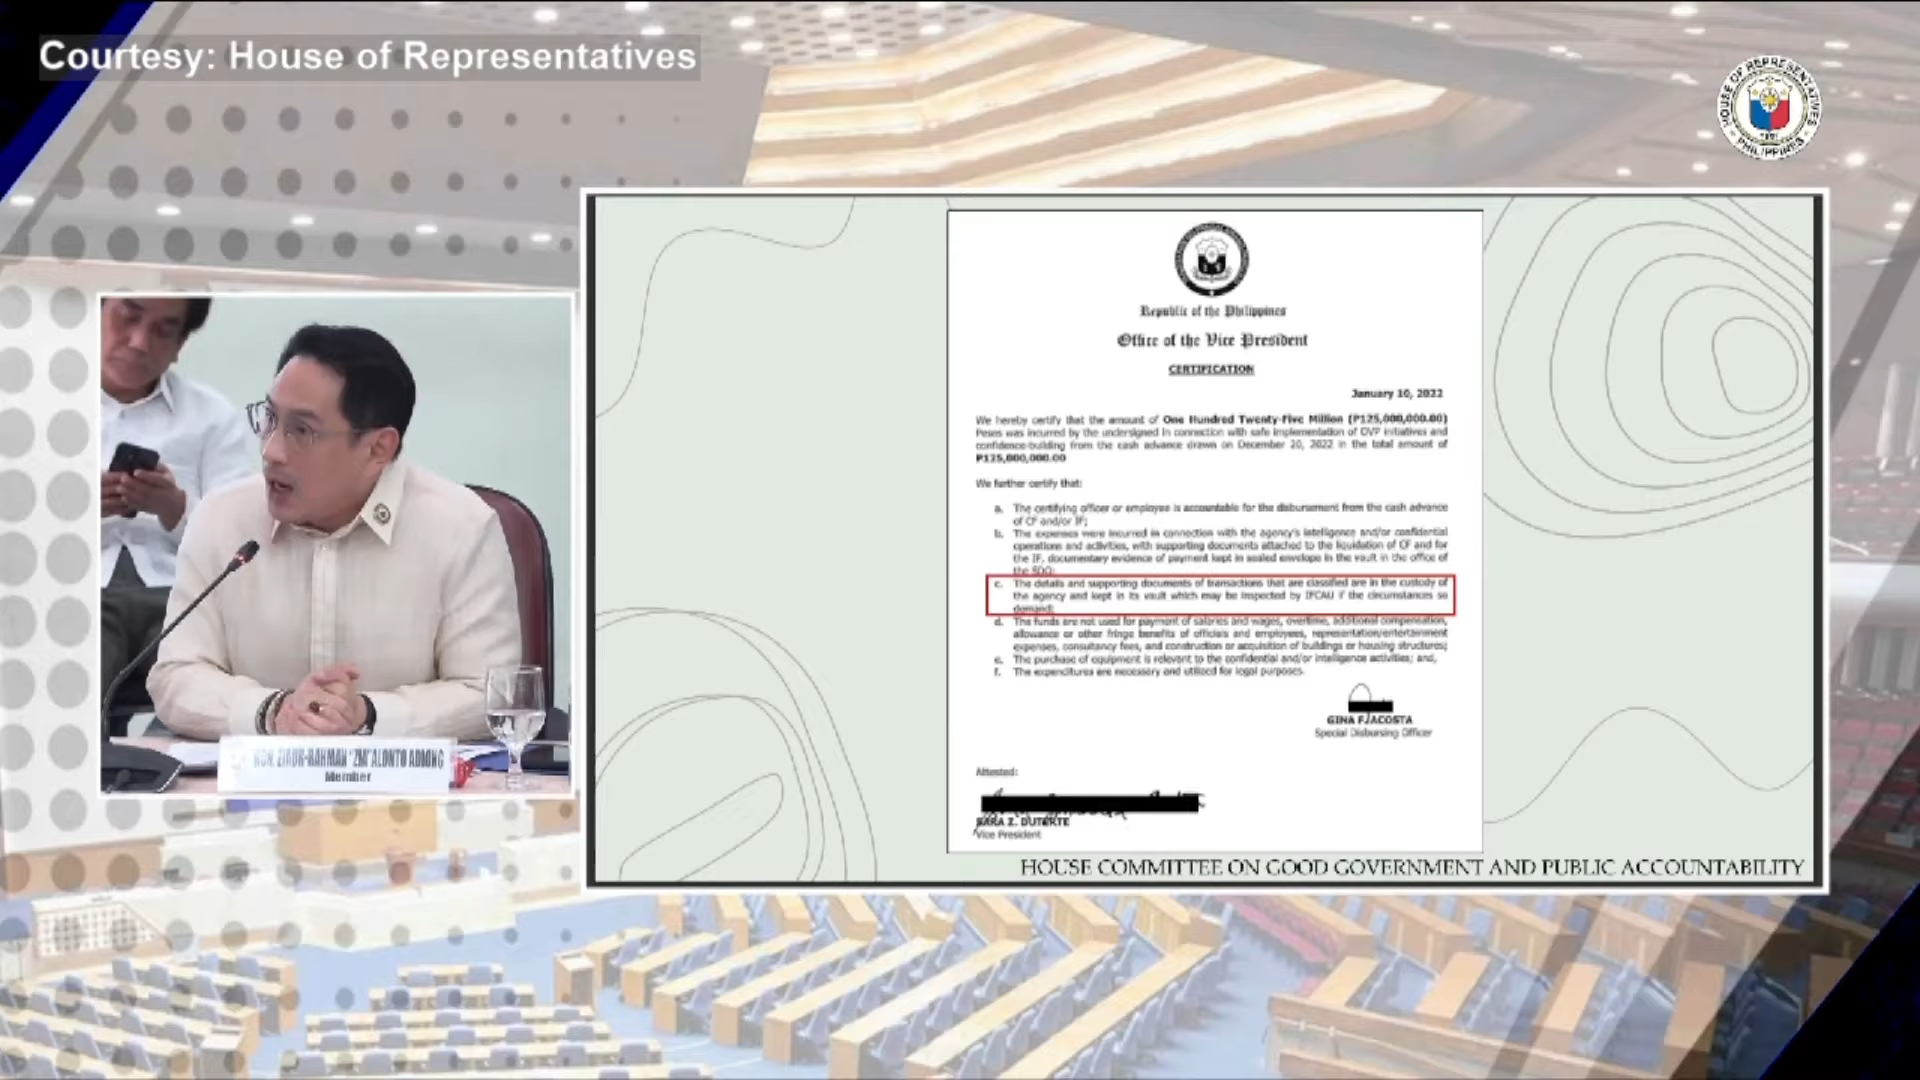 Courtesy: House of Representatives
HOUSE OF REPRESENTATIVES
PHILIPPINES
Republic of the Philippines
Office of the Vice President
CERTIFICATION
January 10, 2022
We hereby certify that the amount of One Hundred Twenty-Five Million (P125,000,000.00)
Pesos was incurred by the undersigned in connection with safe implementation of OVP initiatives and
confidence-building from the cash advance drawn on December 20, 2022 in the total amount of
P125,000,000.00
We further certify that:
a. The certifying officer or employee is accountable for the disbursement from the cash advance
of CF and/or IF;
b. The expenses were incurred in connection with the agency's intelligence and/or confidential
operations and activities, with supporting documents attached to the liquidation of CF and for
the IF, documentary evidence of payment kept in sealed envelope in the vault in the office of
the SDO;
c. The details and supporting documents of transactions that are classified are in the custody of
the agency and kept in its vault which may be inspected by IFCAU if the circumstances so
demand;
d. The funds are not used for payment of salaries and wages, overtime, additional compensation,
allowance or other fringe benefits of officials and employees, representation/entertainment
expenses, consultancy fees, and construction or acquisition of buildings or housing structures;
e. The purchase of equipment is relevant to the confidential and/or intelligence activities; and,
f. The expenditures are necessary and utilized for legal purposes.
GINA F. ACOSTA
Special Disbursing Officer
Attested:
SARA Z. DUTERTE
Vice President
HON. ZIAUR-RAHMAN "ZIA" ALONTO ADIONG
Member
HOUSE COMMITTEE ON GOOD GOVERNMENT AND PUBLIC ACCOUNTABILITY